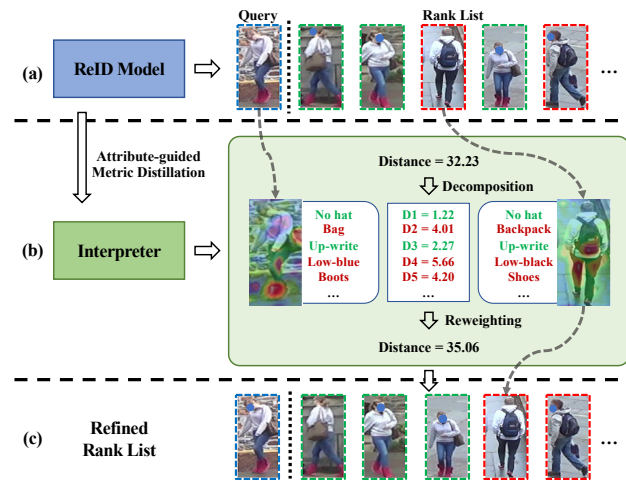 Query
Rank List
(a)
ReID Model
...
Attribute-guided
Metric Distillation
Distance = 32.23
Decomposition
(b)
Interpreter
No hat
Bag
Up-write
Low-blue
Boots
...
D1 = 1.22
D2 = 4.01
D3 = 2.27
D4 = 5.66
D5 = 4.20
...
No hat
Backpack
Up-write
Low-black
Shoes
...
Reweighting
Distance = 35.06
(c)
Refined
Rank List
...